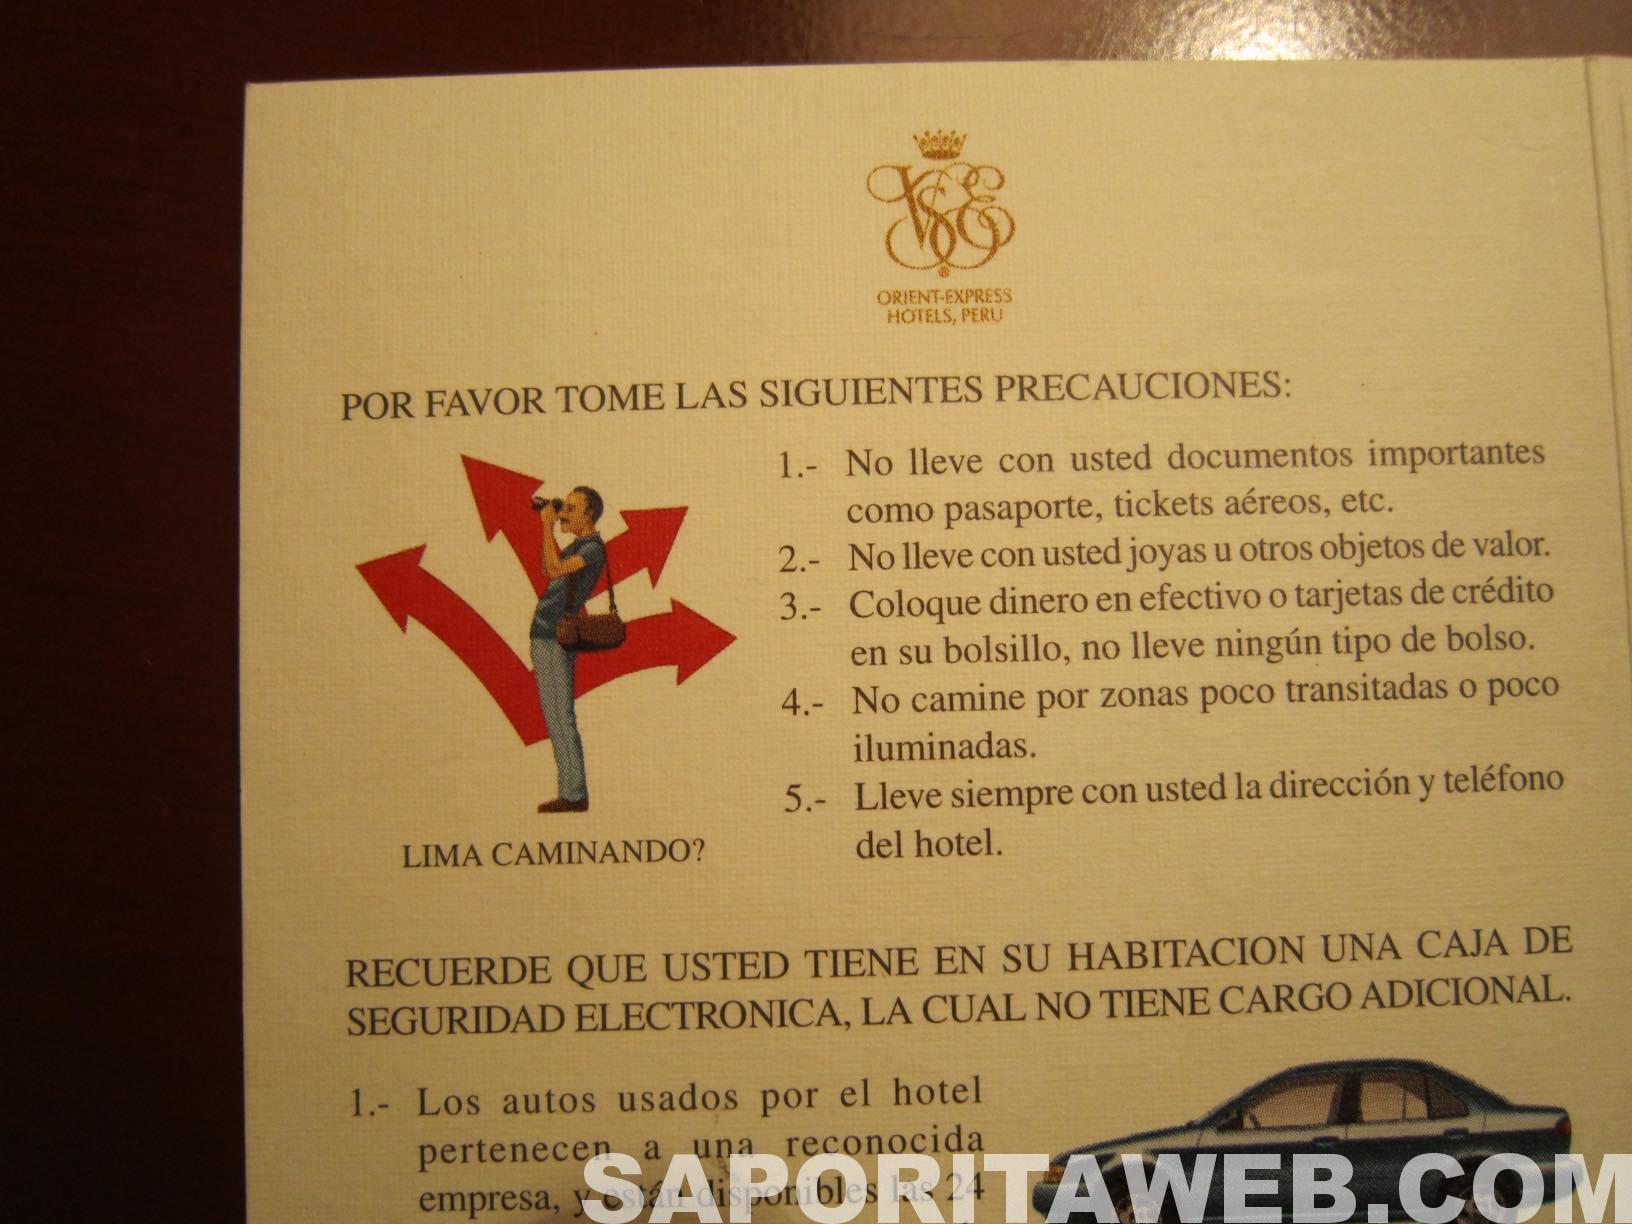 ORIENT-EXPRESS
HOTELS, PERU
POR FAVOR TOME LAS SIGUIENTES PRECAUCIONES:
1.- No lleve con usted documentos importantes
como pasaporte, tickets aéreos, etc.
2.- No lleve con usted joyas u otros objetos de valor.
3.- Coloque dinero en efectivo o tarjetas de crédito
en su bolsillo, no lleve ningún tipo de bolso.
4.- No camine por zonas poco transitadas o poco
iluminadas.
5.- Lleve siempre con usted la dirección y teléfono
del hotel.
LIMA CAMINANDO?
RECUERDE QUE USTED TIENE EN SU HABITACION UNA CAJA DE
SEGURIDAD ELECTRONICA, LA CUAL NO TIENE CARGO ADICIONAL.
1.- Los autos usados por el hotel
pertenecen a una reconocida
empresa, y están disponibles las 24
SAPORITAWEB.COM